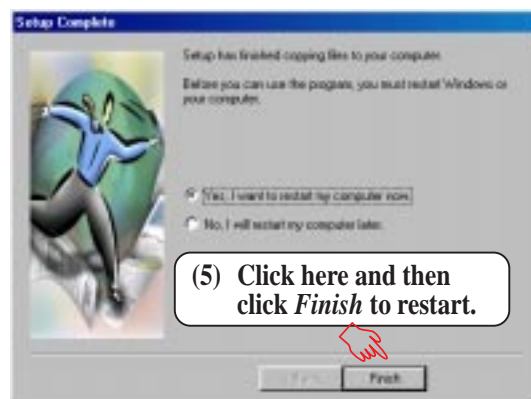 Setup Complete
Setup has finished copying files to your computer.
Before you can use the program, you must restart Windows or
your computer.
Yes, I want to restart my computer now.
No, I will restart my computer later.
(5) Click here and then
click Finish to restart.
Finish